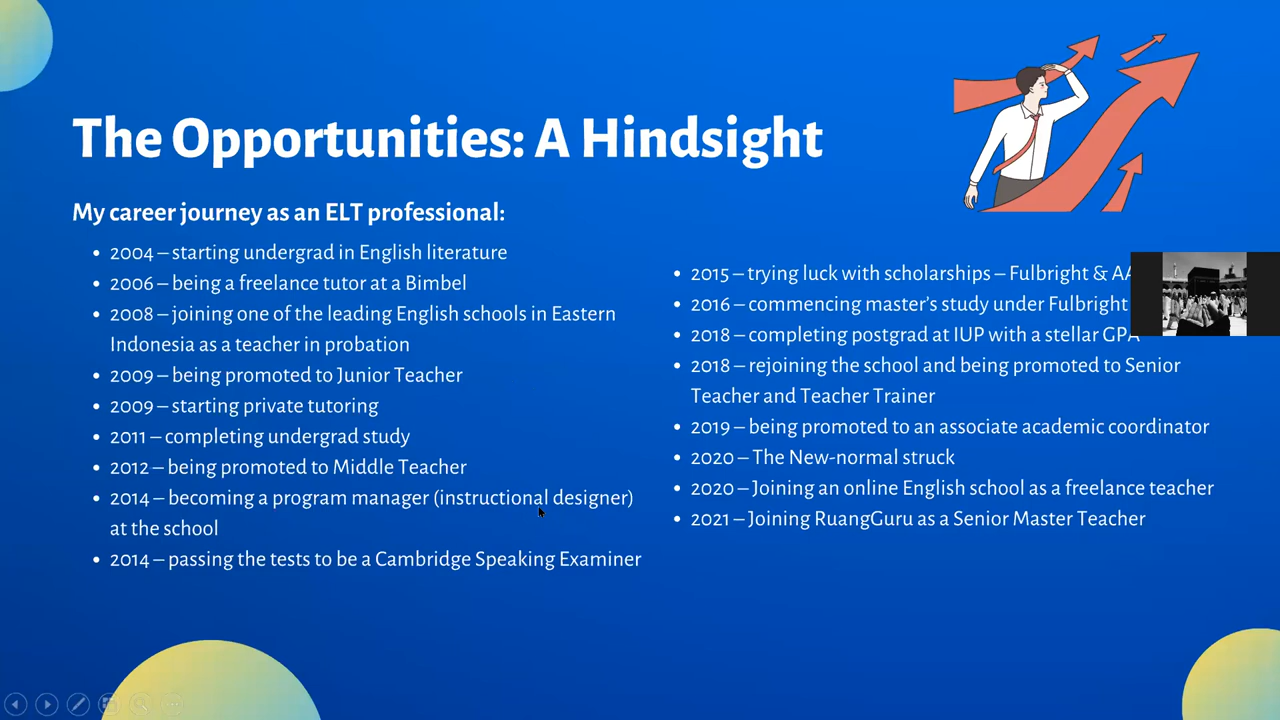 The Opportunities: A Hindsight
My career journey as an ELT professional:
• 2004 – starting undergrad in English literature
• 2006 – being a freelance tutor at a Bimbel
• 2008 – joining one of the leading English schools in Eastern
Indonesia as a teacher in probation
• 2009 – being promoted to Junior Teacher
• 2009 – starting private tutoring
• 2011 – completing undergrad study
• 2012 – being promoted to Middle Teacher
• 2014 – becoming a program manager (instructional designer)
at the school
• 2014 – passing the tests to be a Cambridge Speaking Examiner
• 2015 – trying luck with scholarships – Fulbright &
• 2016 – commencing master's study under Fulbright
• 2018 – completing postgrad at IUP with a stellar GPA
• 2018 – rejoining the school and being promoted to Senior
Teacher and Teacher Trainer
• 2019 – being promoted to an associate academic coordinator
• 2020 – The New-normal struck
• 2020 – Joining an online English school as a freelance teacher
• 2021 – Joining RuangGuru as a Senior Master Teacher